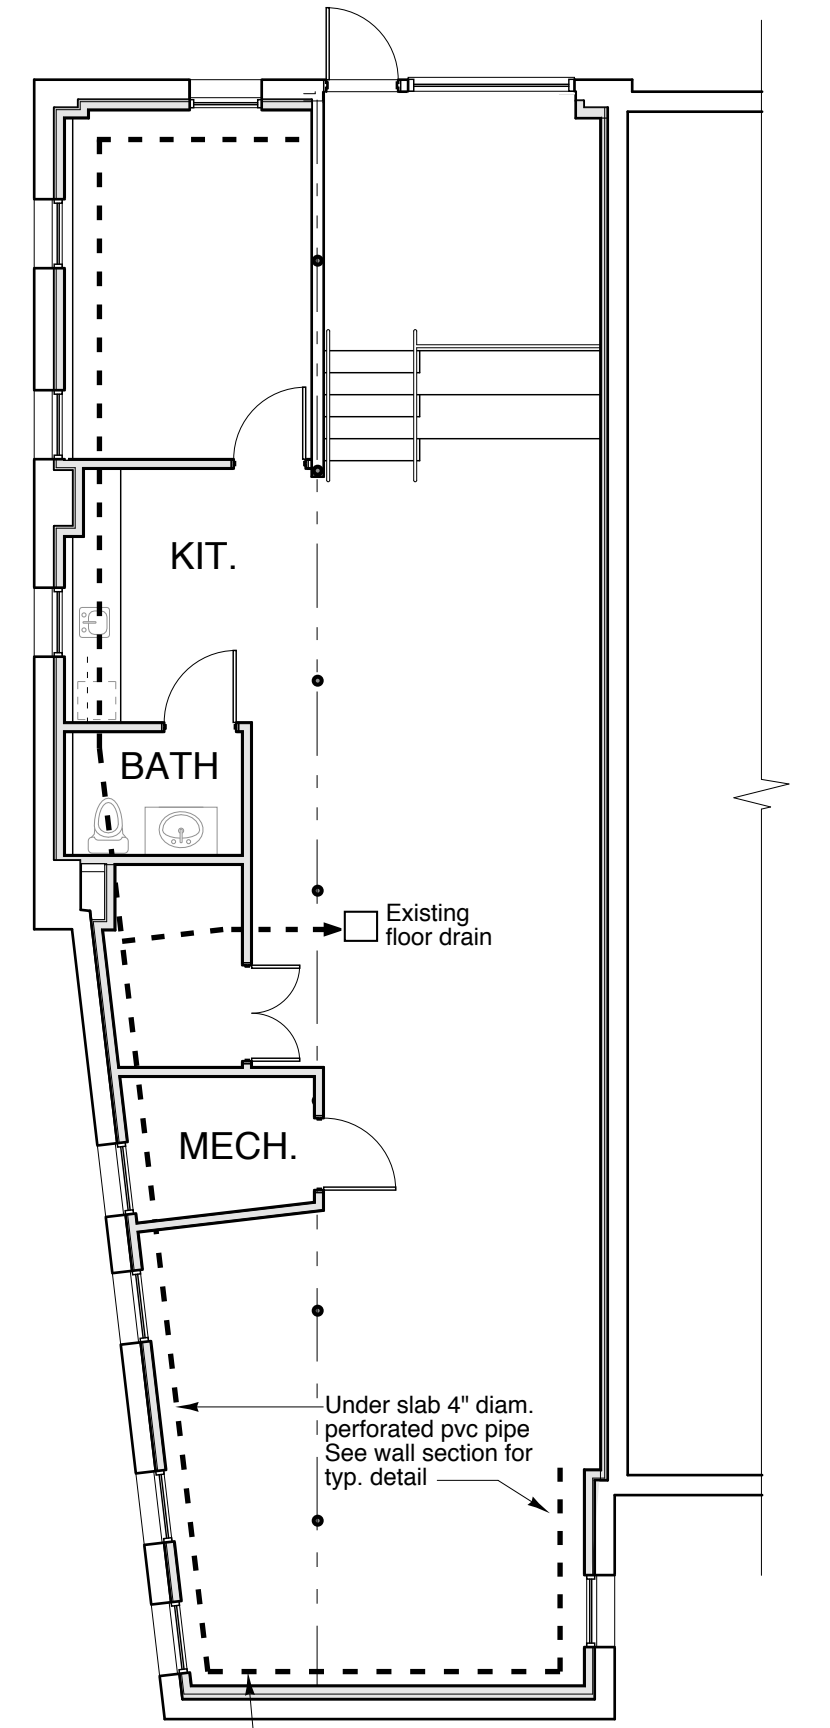 KIT.
BATH
Existing
floor drain
MECH.
Under slab 4" diam.
perforated pvc pipe
See wall section for
typ. detail